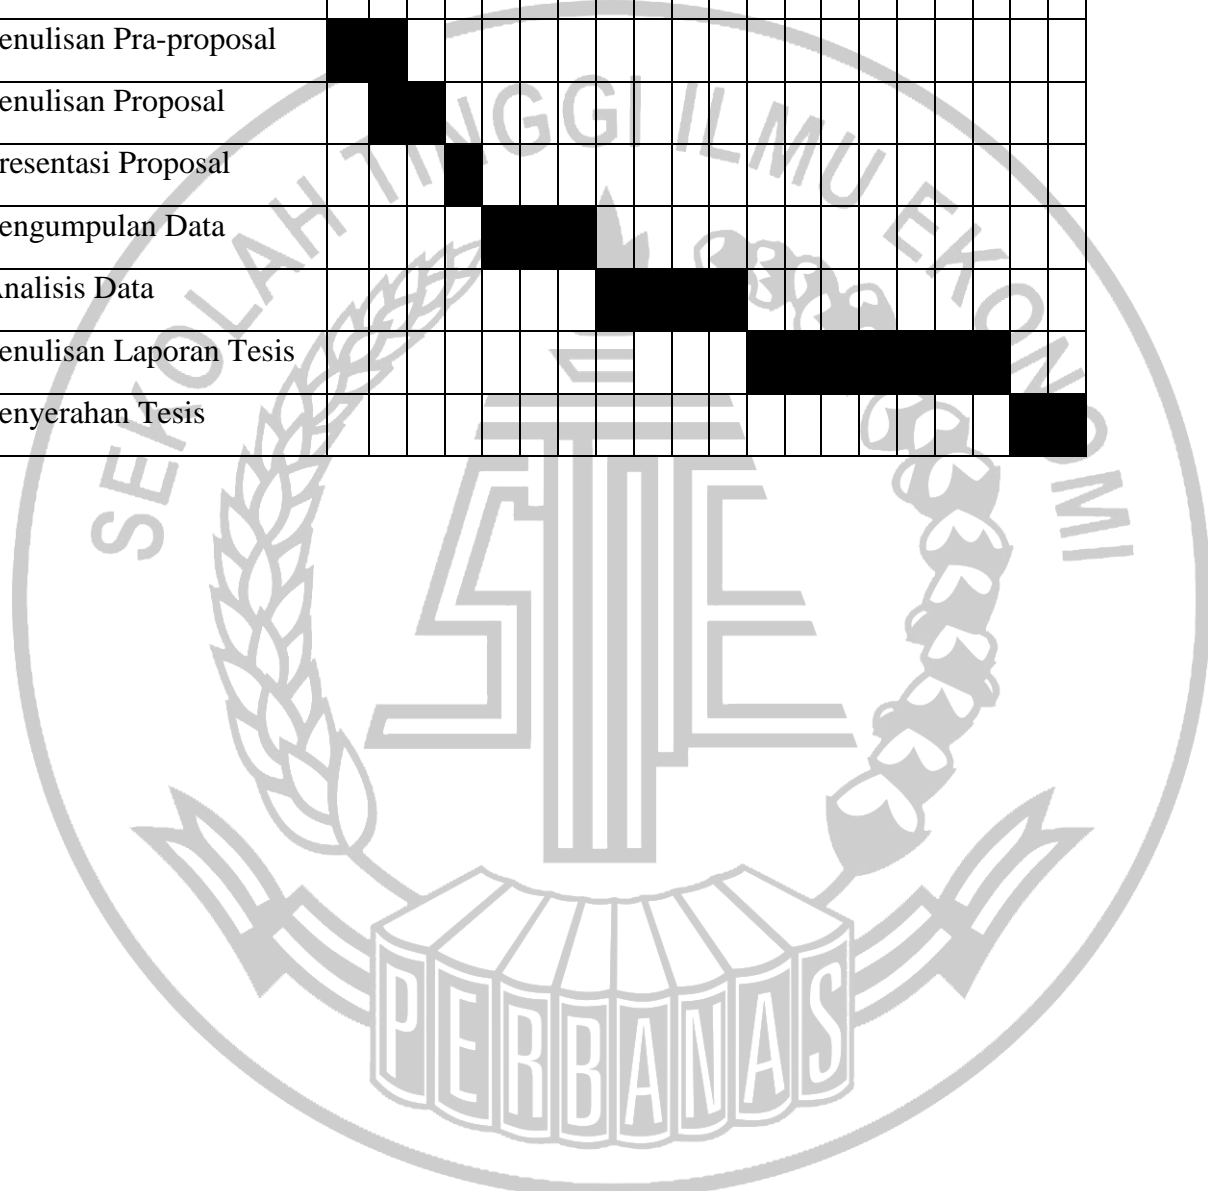 enulisan Pra-proposal
enulisan Proposal
resentasi Proposal
engumpulan Data
nalisis Data
enulisan Laporan Tesis
enyerahan Tesis
SEKOLAH TINGGI ILMU EKONOMI
STIE
PERBANAS